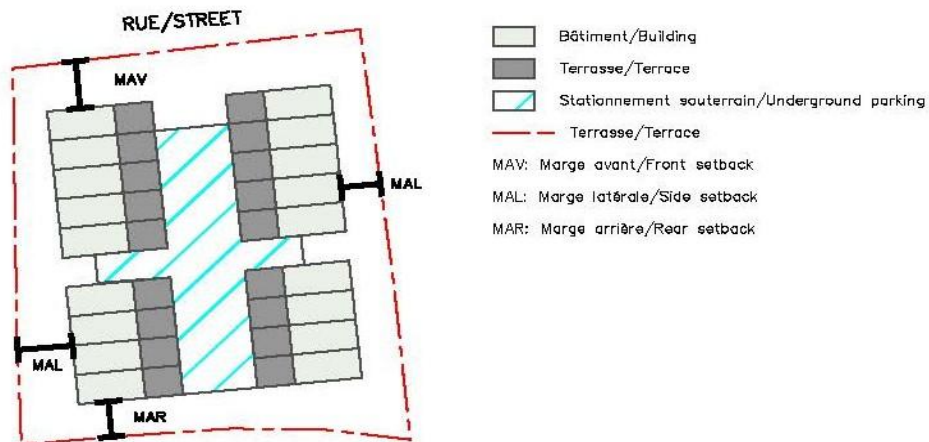 RUE/STREET
MAV
MAL
MAL
MAR
Bâtiment/Building
Terrasse/Terrace
Stationnement souterrain/Underground parking
Terrasse/Terrace
MAV: Marge avant/Front setback
MAL: Marge latérale/Side setback
MAR: Marge arrière/Rear setback